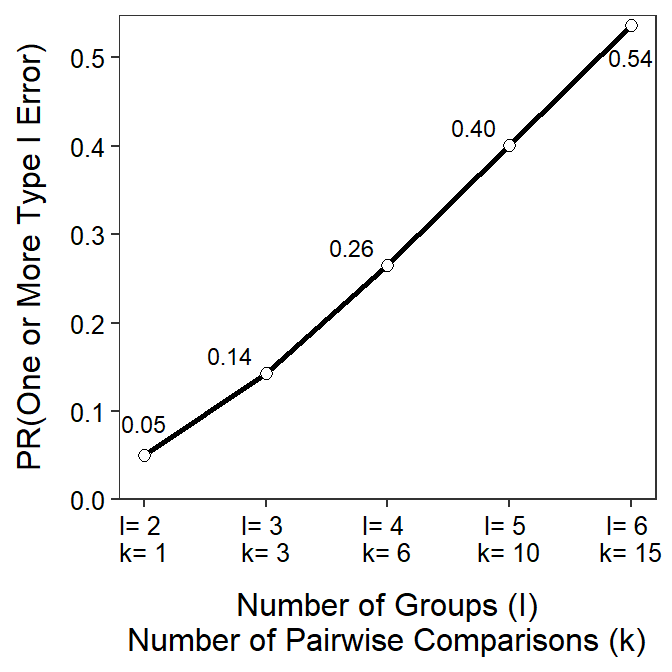 PR(One or More Type I Error)
0.5
0.4
0.3
0.2
0.1
0.0
0.05
0.14
0.26
0.40
0.54
I= 2
k= 1
I= 3
k= 3
I= 4
k= 6
I= 5
k= 10
I= 6
k= 15
Number of Groups (I)
Number of Pairwise Comparisons (k)